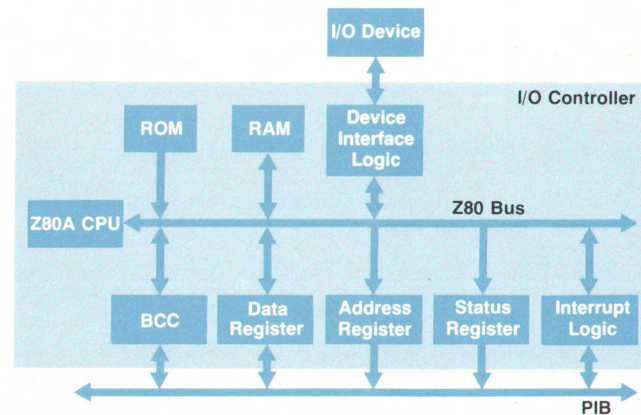 I/O Device
I/O Controller
ROM
RAM
Device
Interface
Logic
Z80A CPU
Z80 Bus
BCC
Data
Register
Address
Register
Status
Register
Interrupt
Logic
PIB